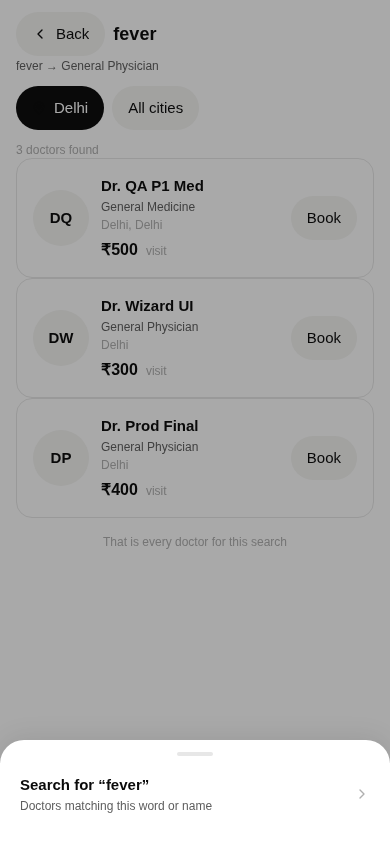 Back fever
fever → General Physician
Delhi All cities
3 doctors found
DQ
Dr. QA P1 Med
General Medicine
Delhi, Delhi
₹500 visit
Book
DW
Dr. Wizard UI
General Physician
Delhi
₹300 visit
Book
DP
Dr. Prod Final
General Physician
Delhi
₹400 visit
Book
That is every doctor for this search
Search for “fever”
Doctors matching this word or name